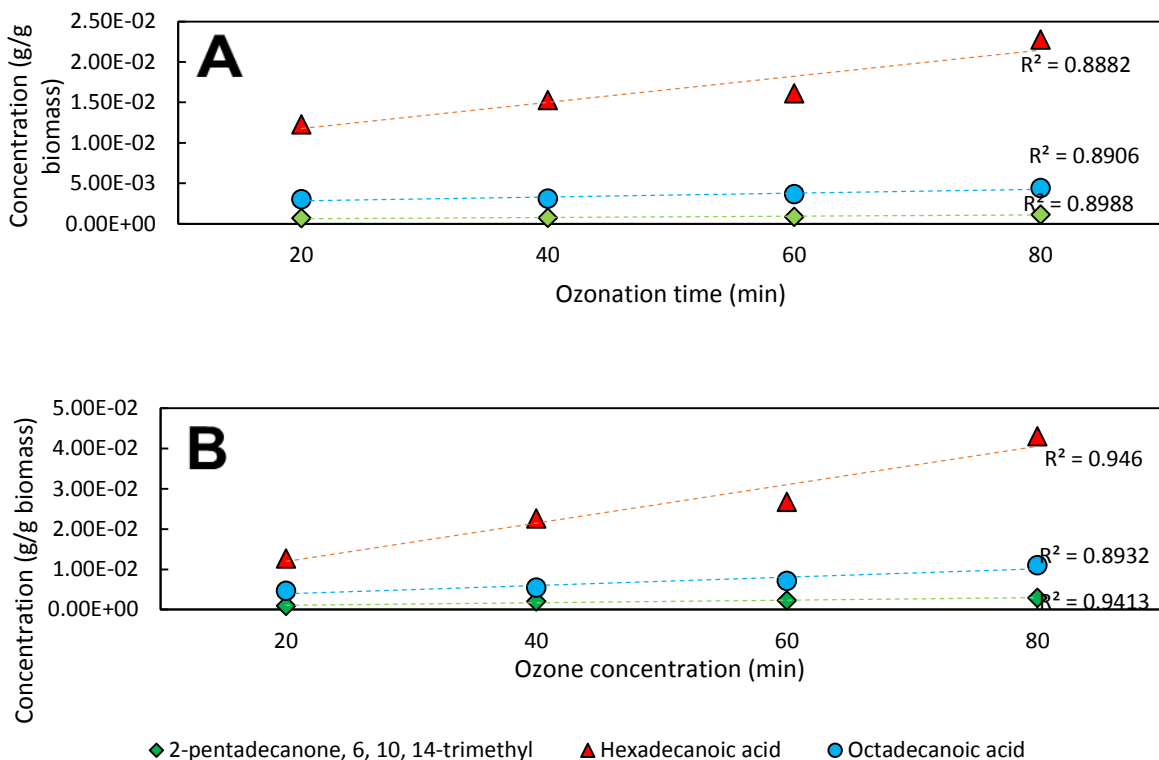 A
Concentration (g/g
biomass)
2.50E-02
2.00E-02
1.50E-02
1.00E-02
5.00E-03
0.00E+00
R² = 0.8882
R² = 0.8906
R² = 0.8988
20 40 60 80
Ozonation time (min)
B
Concentration (g/g biomass)
5.00E-02
4.00E-02
3.00E-02
2.00E-02
1.00E-02
0.00E+00
R² = 0.946
R² = 0.8932
R² = 0.9413
20 40 60 80
Ozone concentration (min)
2-pentadecanone, 6, 10, 14-trimethyl Hexadecanoic acid Octadecanoic acid